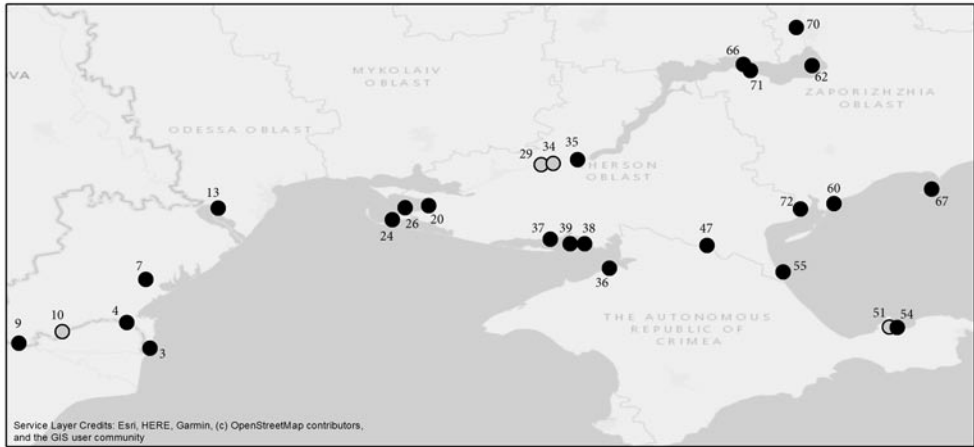 70
66
71
62
OVA
MYKOLAIV
OBLAST
ZAPORIZHZHIA
OBLAST
ODESSA OBLAST
29
34
35
HERSON
OBLAST
13
24
26
20
72
60
67
37
39
38
36
47
55
7
9
10
4
3
THE AUTONOMOUS
REPUBLIC OF
CRIMEA
51
54
Service Layer Credits: Esri, HERE, Garmin, (c) OpenStreetMap contributors,
and the GIS user community